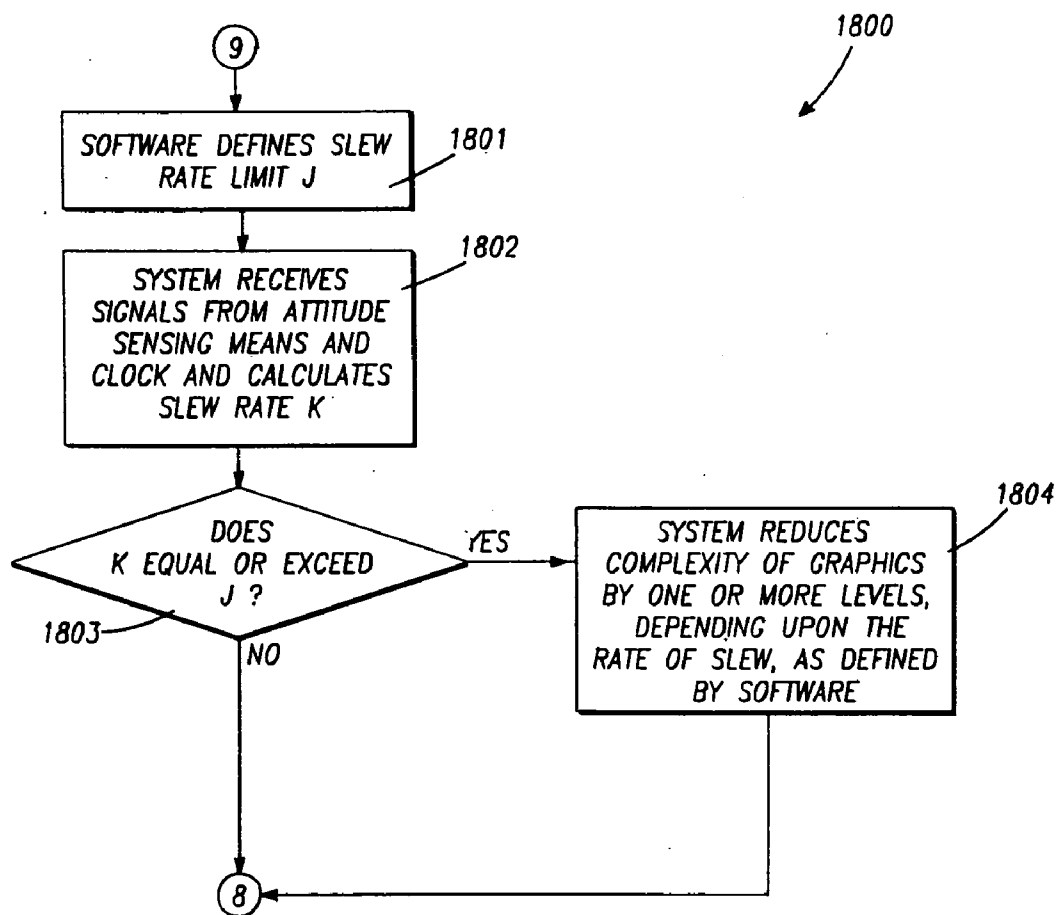 1800
9
SOFTWARE DEFINES SLEW
RATE LIMIT J
1801
1802
SYSTEM RECEIVES
SIGNALS FROM ATTITUDE
SENSING MEANS AND
CLOCK AND CALCULATES
SLEW RATE K
DOES
K EQUAL OR EXCEED
J ?
1803
YES
NO
1804
SYSTEM REDUCES
COMPLEXITY OF GRAPHICS
BY ONE OR MORE LEVELS,
DEPENDING UPON THE
RATE OF SLEW, AS DEFINED
BY SOFTWARE
8